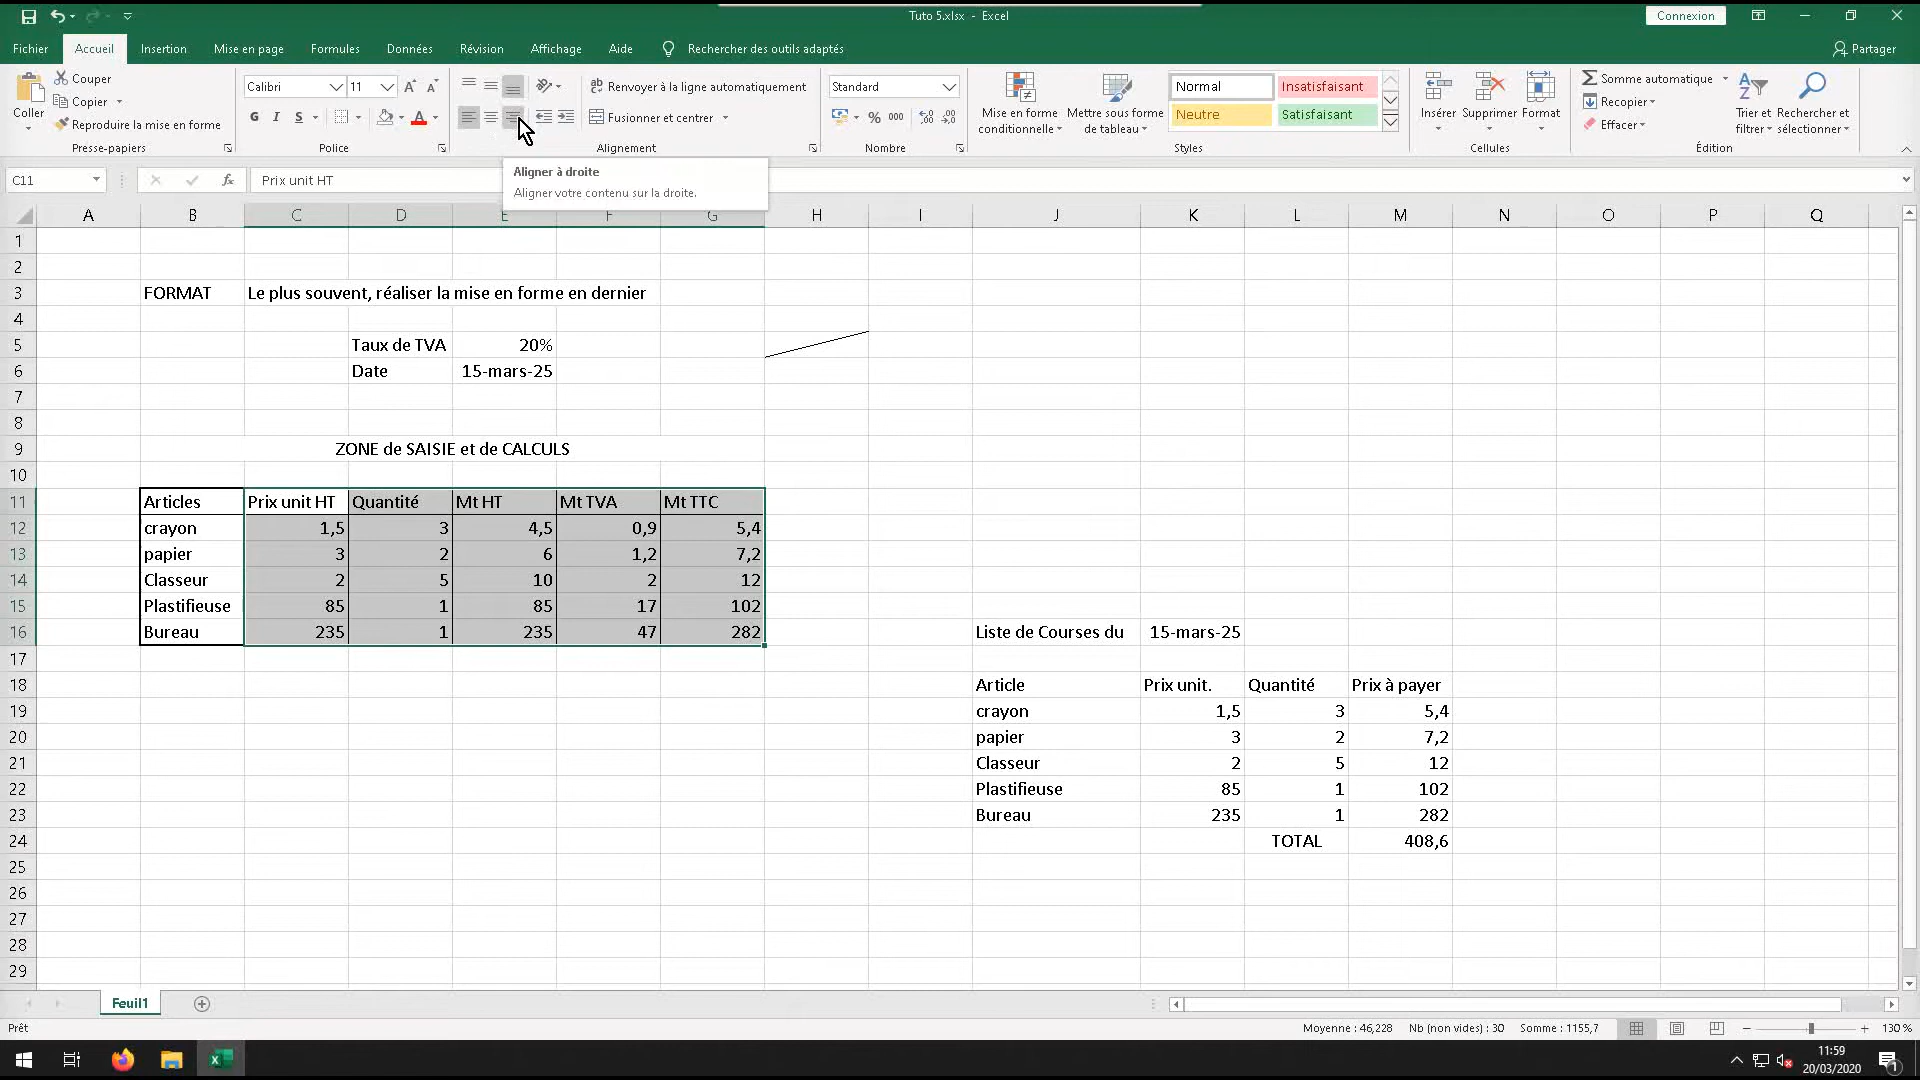 Tuto 5.xlsx - Excel
Connexion
Fichier Accueil Insertion Mise en page Formules Données Révision Affichage Aide Rechercher des outils adaptés Partager
Coller
Couper
Copier
Reproduire la mise en forme
Presse-papiers
Calibri 11
G I S
Police
Renvoyer à la ligne automatiquement
Fusionner et centrer
Alignement
Standard
% 000
Nombre
Mise en forme conditionnelle
Mettre sous forme de tableau
Normal Insatisfaisant
Neutre Satisfaisant
Styles
Insérer Supprimer Format
Cellules
Somme automatique
Recopier
Effacer
Trier et filtrer
Rechercher et sélectionner
Édition
C11 fx Prix unit HT
Aligner à droite
Aligner votre contenu sur la droite.
A B C D E F G H I J K L M N O P Q
1
2
3 FORMAT Le plus souvent, réaliser la mise en forme en dernier
4
5 Taux de TVA 20%
6 Date 15-mars-25
7
8
9 ZONE de SAISIE et de CALCULS
10
11 Articles Prix unit HT Quantité Mt HT Mt TVA Mt TTC
12 crayon 1,5 3 4,5 0,9 5,4
13 papier 3 2 6 1,2 7,2
14 Classeur 2 5 10 2 12
15 Plastifieuse 85 1 85 17 102
16 Bureau 235 1 235 47 282 Liste de Courses du 15-mars-25
17
18 Article Prix unit. Quantité Prix à payer
19 crayon 1,5 3 5,4
20 papier 3 2 7,2
21 Classeur 2 5 12
22 Plastifieuse 85 1 102
23 Bureau 235 1 282
24 TOTAL 408,6
25
26
27
28
29
Feuil1
Prêt Moyenne : 46,228 Nb (non vides) : 30 Somme : 1155,7 130 %
11:59
20/03/2020